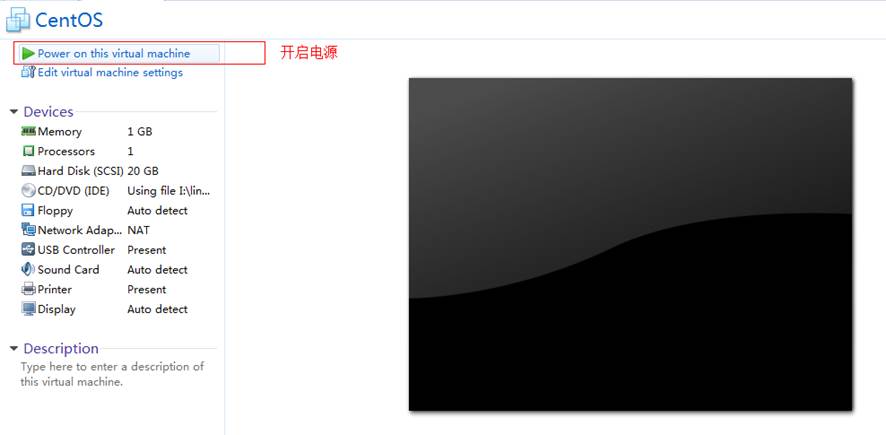 CentOS
Power on this virtual machine
开启电源
Edit virtual machine settings
Devices
Memory 1 GB
Processors 1
Hard Disk (SCSI) 20 GB
CD/DVD (IDE) Using file I:\lin...
Floppy Auto detect
Network Adap... NAT
USB Controller Present
Sound Card Auto detect
Printer Present
Display Auto detect
Description
Type here to enter a description of
this virtual machine.